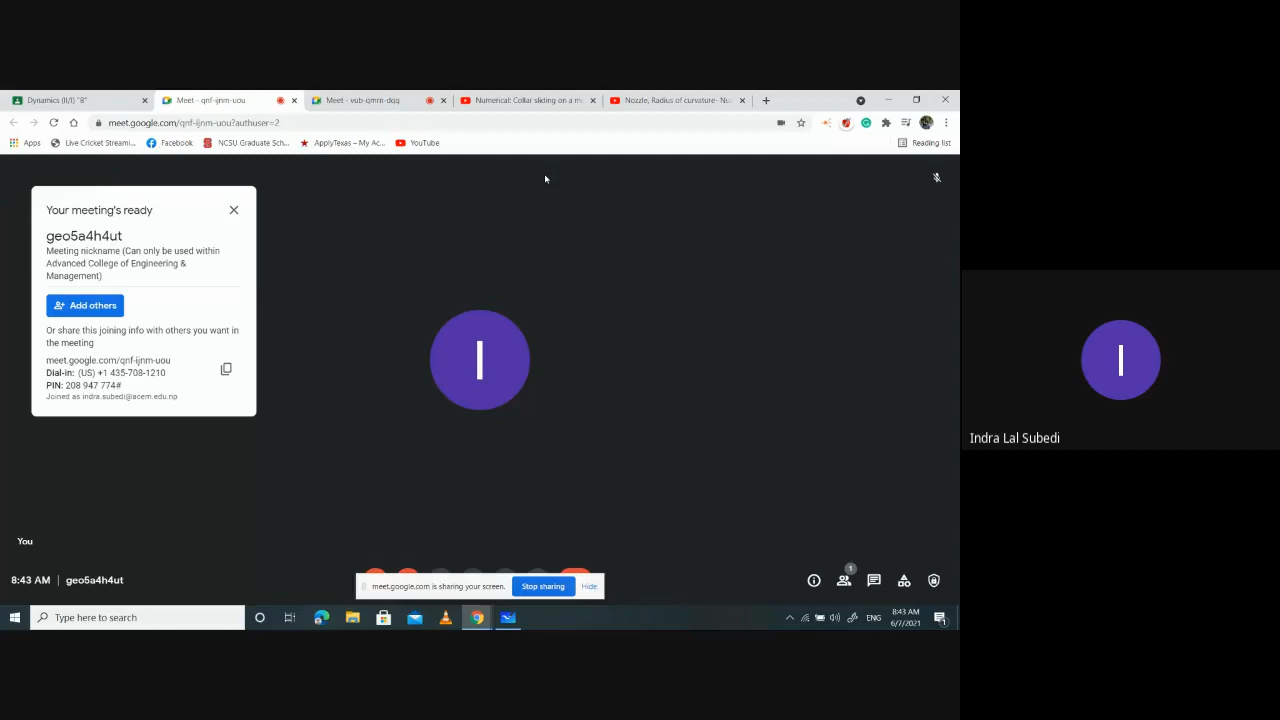 Dynamics (II/I) "B"
Meet - qnf-ijnm-uou
Meet - vub-qmrn-dqq
Numerical: Collar sliding on a m
Nozzle, Radius of curvature- Nu
meet.google.com/qnf-ijnm-uou?authuser=2
Apps
Live Cricket Streami...
Facebook
NCSU Graduate Sch...
ApplyTexas — My Ac...
YouTube
Reading list
Your meeting's ready
geo5a4h4ut
Meeting nickname (Can only be used within
Advanced College of Engineering &
Management)
Add others
Or share this joining info with others you want in
the meeting
meet.google.com/qnf-ijnm-uou
Dial-in: (US) +1 435-708-1210
PIN: 208 947 774#
Joined as indra.subedi@acem.edu.np
I
I
Indra Lal Subedi
You
8:43 AM | geo5a4h4ut
meet.google.com is sharing your screen.
Stop sharing
Hide
1
Type here to search
ENG
8:43 AM
6/7/2021
1